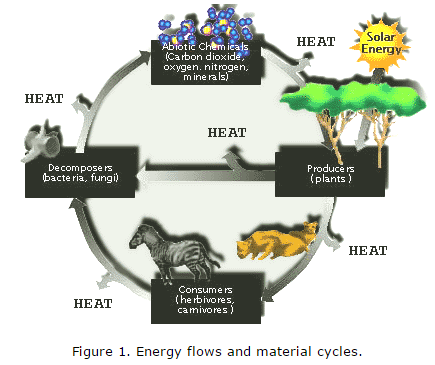 Abiotic Chemicals
(Carbon dioxide,
oxygen, nitrogen,
minerals)
HEAT
Solar
Energy
HEAT
HEAT
Decomposers
(bacteria, fungi)
Producers
(plants)
HEAT
HEAT
Consumers
(herbivores,
carnivores)
Figure 1. Energy flows and material cycles.